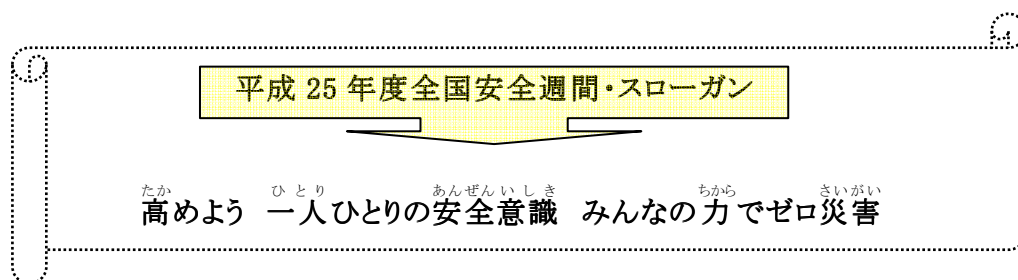 平成 25 年度全国安全週間・スローガン
たか ひとり あんぜんいしき ちから さいがい
高めよう 一人ひとりの安全意識 みんなの力でゼロ災害